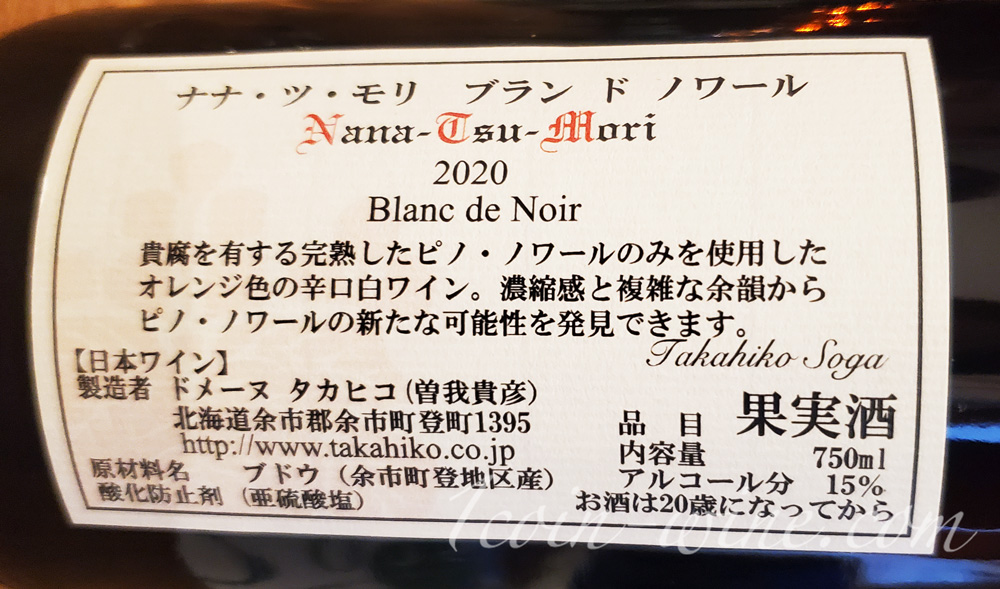 ナナ・ツ・モリ　ブラン ド ノワール
Nana-Tsu-Mori
2020
Blanc de Noir
貴腐を有する完熟したピノ・ノワールのみを使用した
オレンジ色の辛口白ワイン。濃縮感と複雑な余韻から
ピノ・ノワールの新たな可能性を発見できます。
Takahiko Soga
【日本ワイン】
製造者 ドメーヌ タカヒコ(曽我貴彦)
北海道余市郡余市町登町1395
http://www.takahiko.co.jp
原材料名　ブドウ（余市町登地区産）
酸化防止剤（亜硫酸塩）
品　目　果実酒
内容量　750ml
アルコール分　15%
お酒は20歳になってから
1coin-wine.com